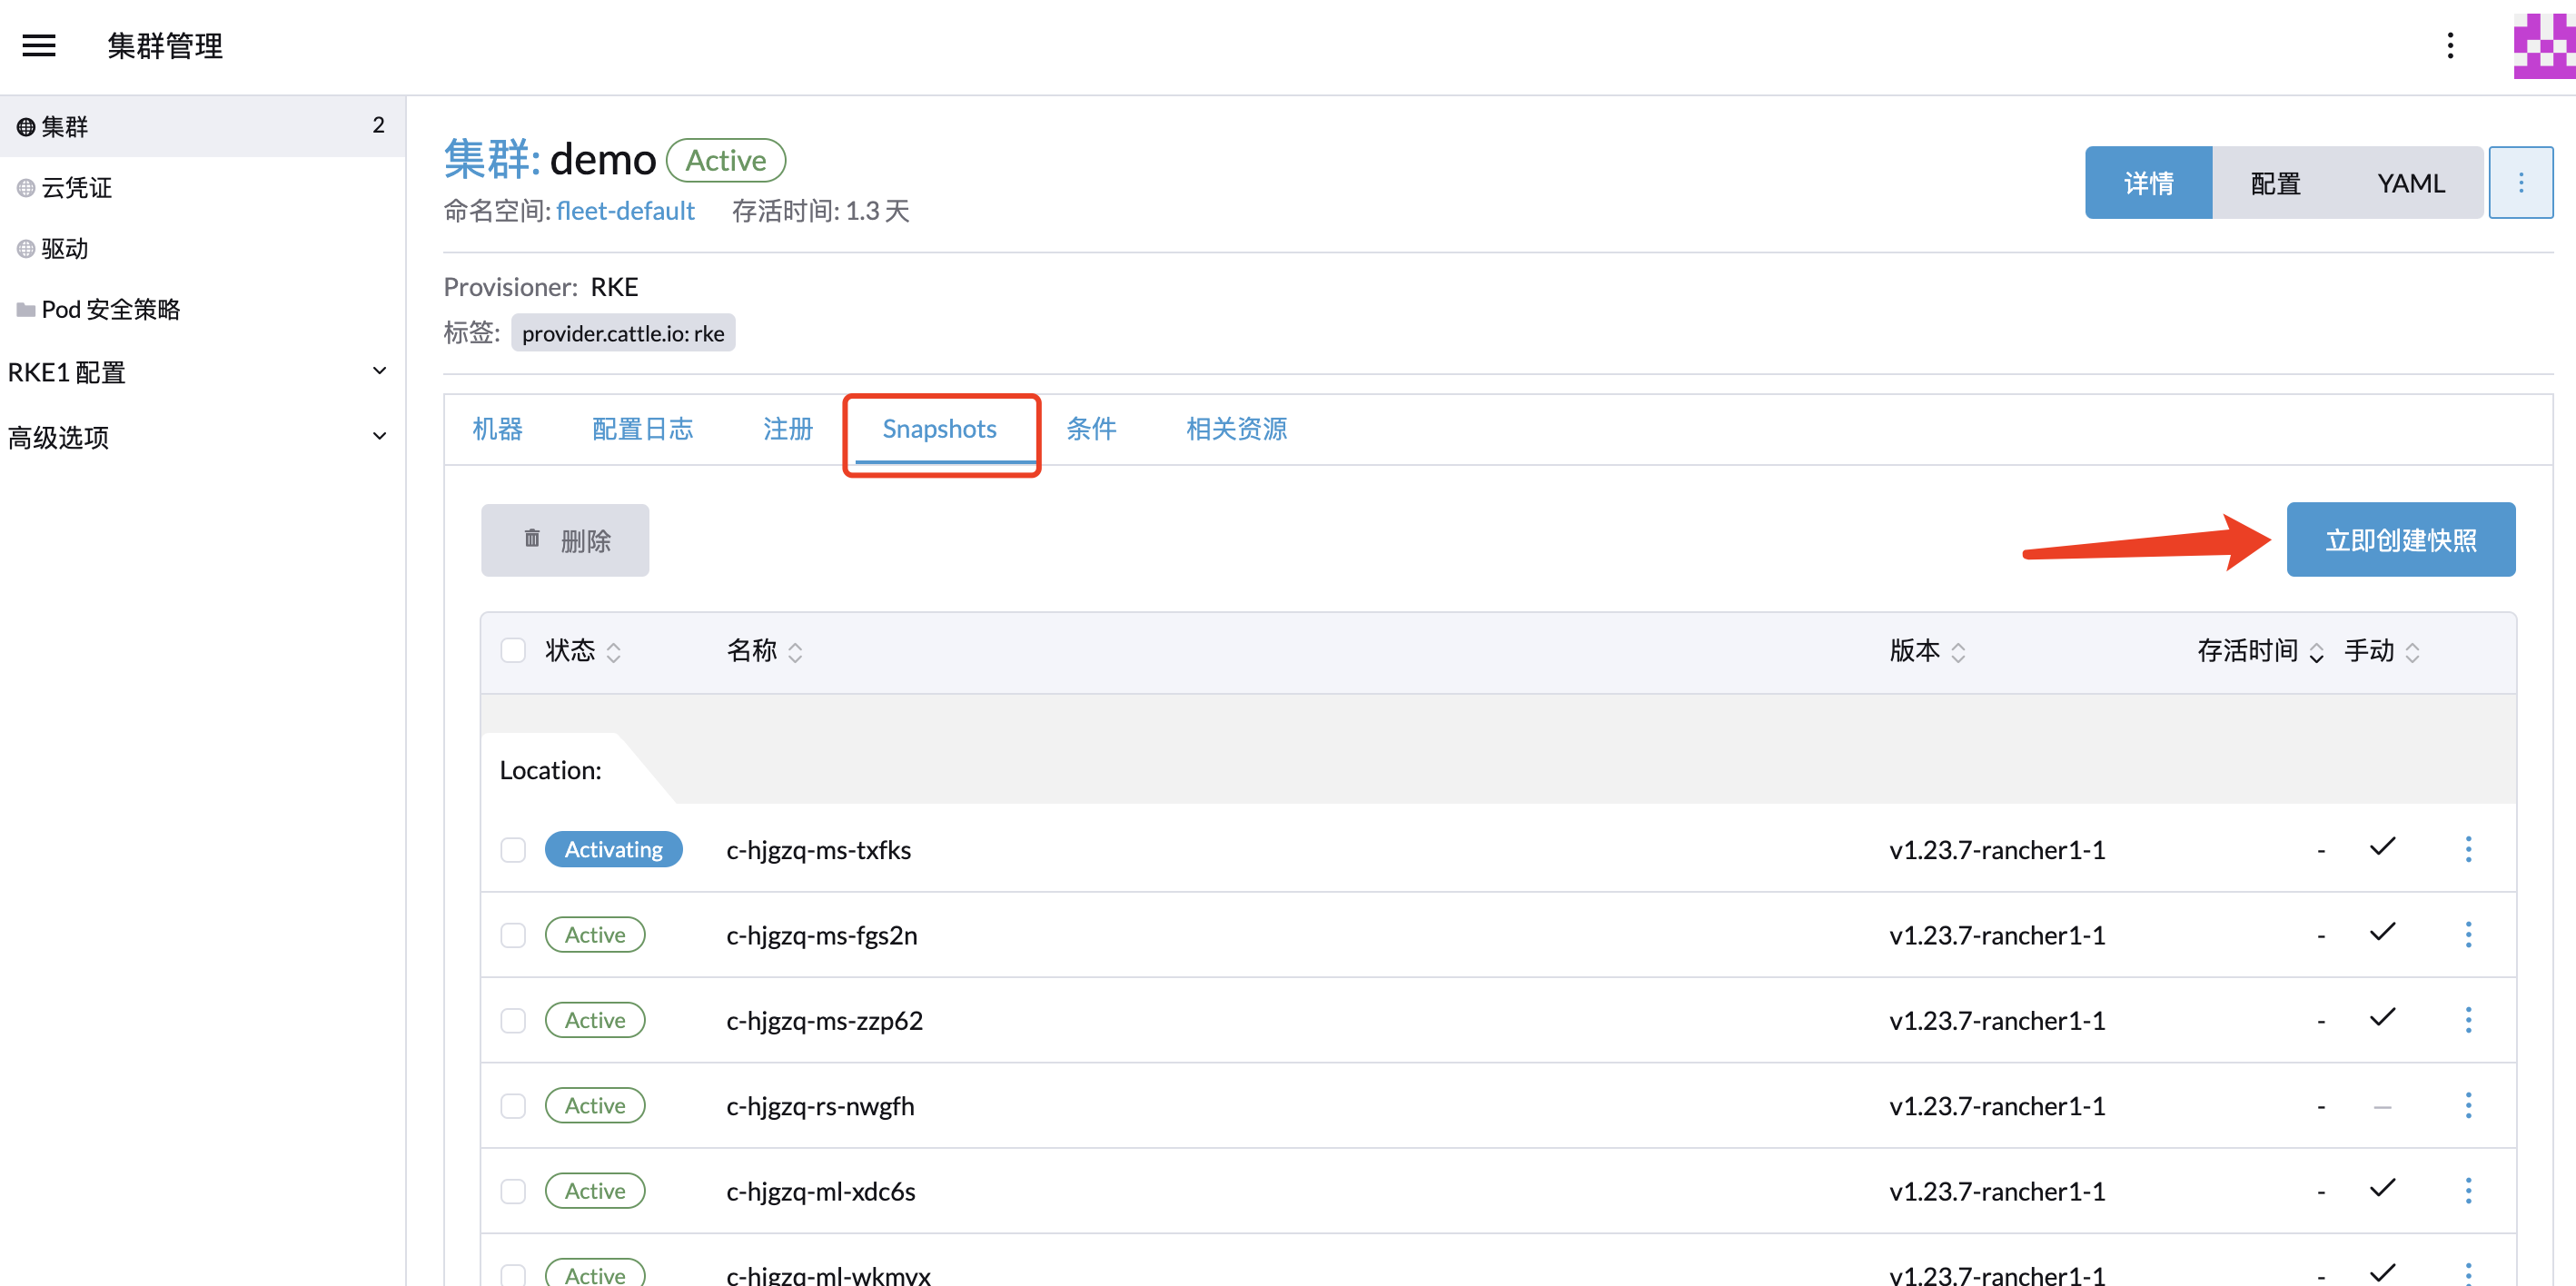 集群管理
集群 2
云凭证
驱动
Pod 安全策略
RKE1 配置
高级选项
集群: demo Active
命名空间: fleet-default 存活时间: 1.3 天
详情 配置 YAML
Provisioner: RKE
标签: provider.cattle.io: rke
机器 配置日志 注册 Snapshots 条件 相关资源
删除 立即创建快照
状态 名称 版本 存活时间 手动
Location:
Activating c-hjgzq-ms-txfks v1.23.7-rancher1-1 -
Active c-hjgzq-ms-fgs2n v1.23.7-rancher1-1 -
Active c-hjgzq-ms-zzp62 v1.23.7-rancher1-1 -
Active c-hjgzq-rs-nwgfh v1.23.7-rancher1-1 - –
Active c-hjgzq-ml-xdc6s v1.23.7-rancher1-1 -
Active c-hjgzq-ml-wkmvx v1.23.7-rancher1-1 -